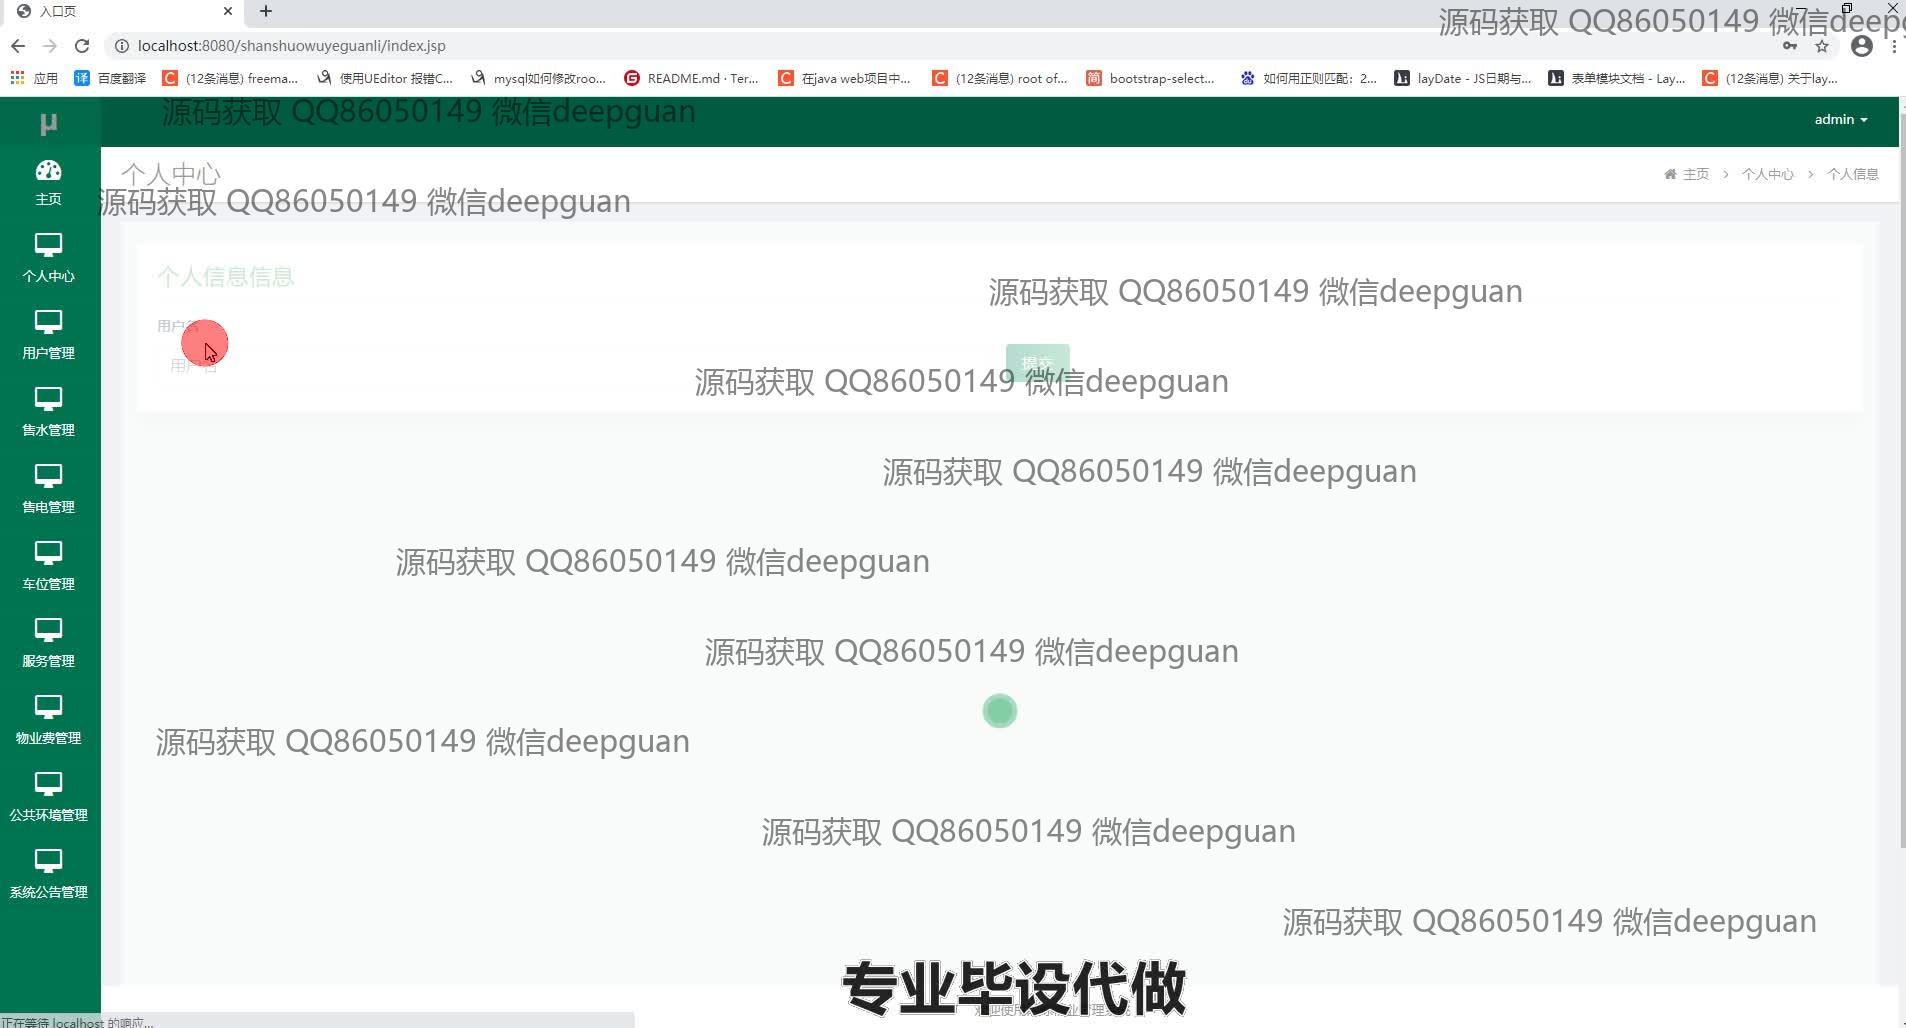 入口页
源码获取 QQ86050149 微信deepg
localhost:8080/shanshuowuyeguanli/index.jsp
应用
百度翻译
(12条消息) freema...
使用UEditor 报错C...
mysql如何修改roo...
README.md · Ter...
在java web项目中...
(12条消息) root of...
bootstrap-select...
如何用正则匹配：2...
layDate - JS日期与...
表单模块文档 - Lay...
(12条消息) 关于lay...
源码获取 QQ86050149 微信deepguan
admin
µ
主页
个人中心
用户管理
售水管理
售电管理
车位管理
服务管理
物业费管理
公共环境管理
系统公告管理
个人中心
主页 > 个人中心 > 个人信息
源码获取 QQ86050149 微信deepguan
个人信息信息
源码获取 QQ86050149 微信deepguan
用户名
用户名
提交
源码获取 QQ86050149 微信deepguan
源码获取 QQ86050149 微信deepguan
源码获取 QQ86050149 微信deepguan
源码获取 QQ86050149 微信deepguan
源码获取 QQ86050149 微信deepguan
源码获取 QQ86050149 微信deepguan
源码获取 QQ86050149 微信deepguan
专业毕设代做
正在等待 localhost 的响应...